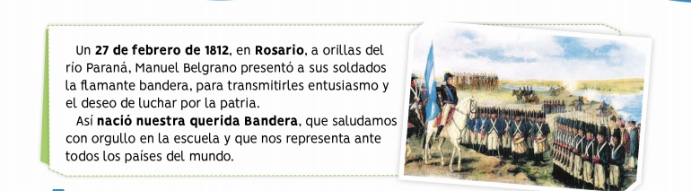 Un 27 de febrero de 1812, en Rosario, a orillas del
río Paraná, Manuel Belgrano presentó a sus soldados
la flamante bandera, para transmitirles entusiasmo y
el deseo de luchar por la patria.
Así nació nuestra querida Bandera, que saludamos
con orgullo en la escuela y que nos representa ante
todos los países del mundo.